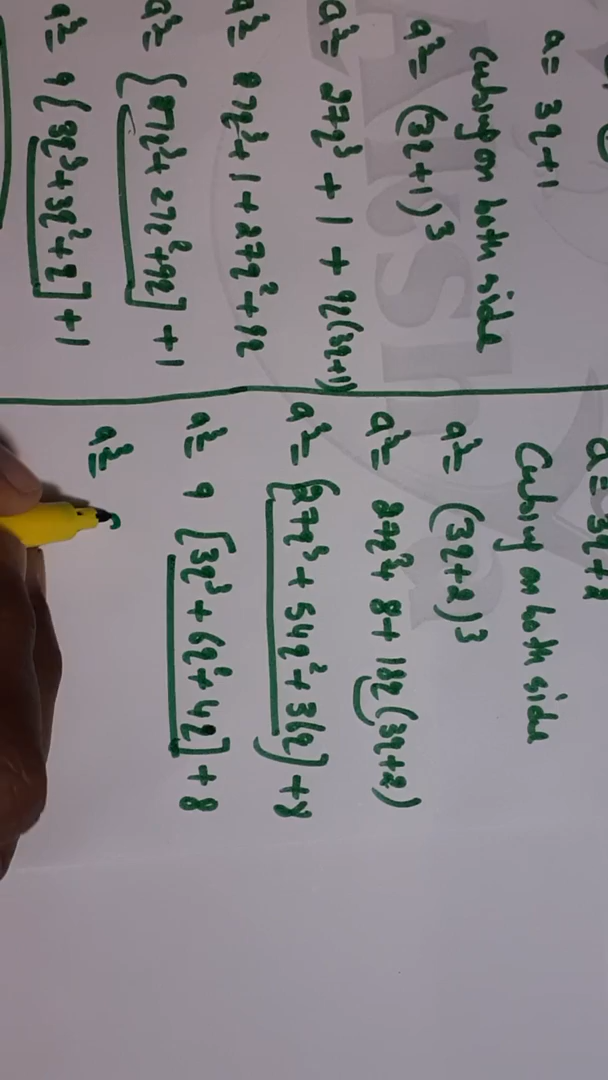 a = 3q+1
Cubing on both sides
a³ = (3q+1)³
a³ = 27q³ + 1 + 9q(3q+1)
a³ = 27q³ + 1 + 27q² + 9q
a³ = [27q³ + 27q² + 9q] + 1
a³ = 9[3q³ + 3q² + q] + 1
a = 3q+2
Cubing on both sides
a³ = (3q+2)³
a³ = 27q³ + 8 + 18q(3q+2)
a³ = [27q³ + 54q² + 36q] + 8
a³ = 9[3q³ + 6q² + 4q] + 8
a³ =